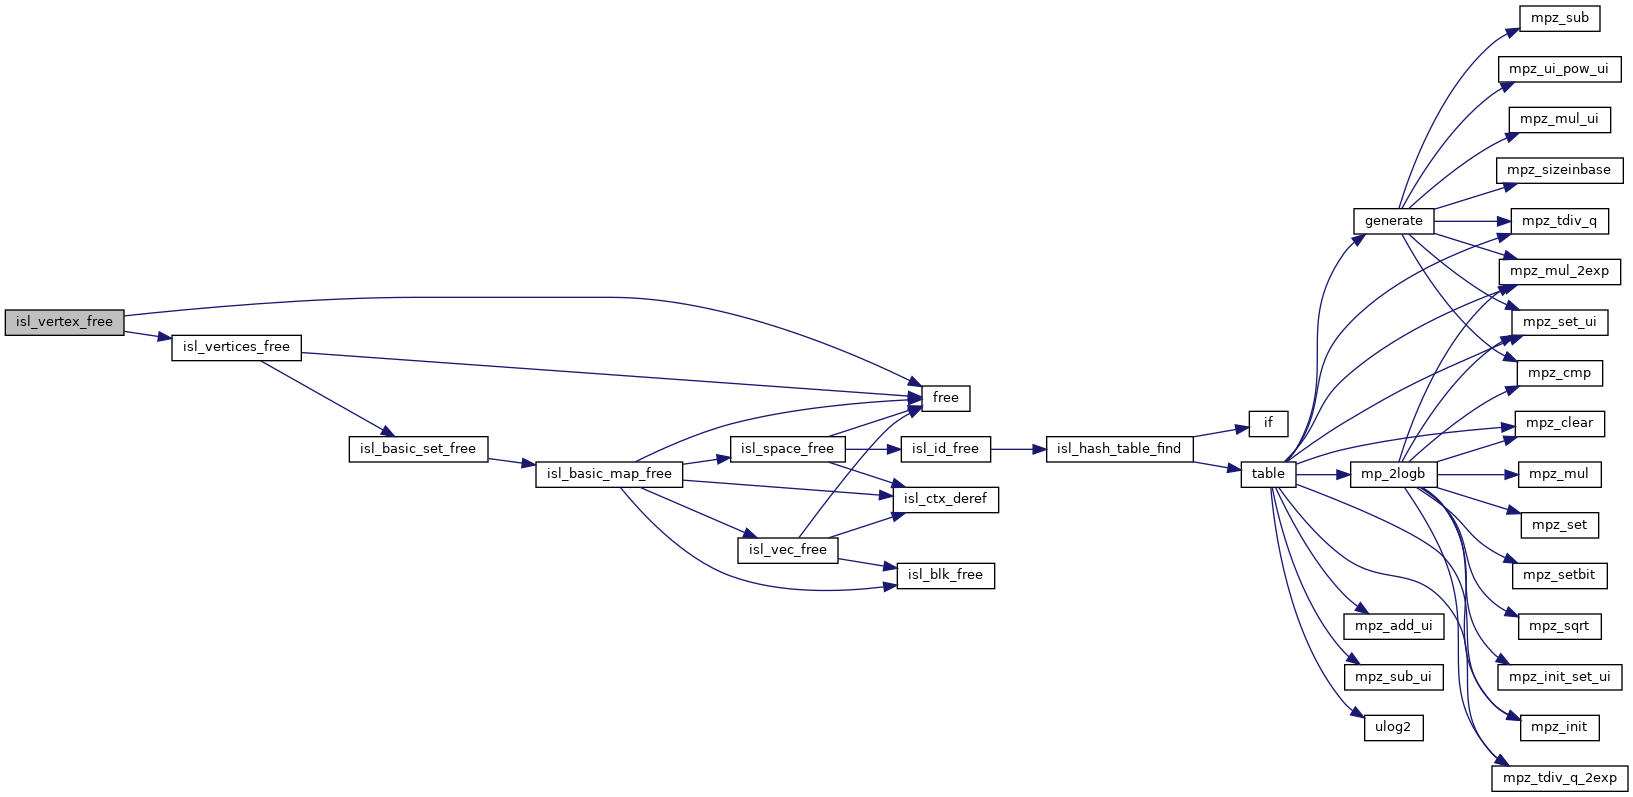 isl_vertex_free
isl_vertices_free
isl_basic_set_free
isl_basic_map_free
isl_space_free
isl_vec_free
free
isl_id_free
isl_ctx_deref
isl_blk_free
isl_hash_table_find
if
table
generate
mp_2logb
mpz_add_ui
mpz_sub_ui
ulog2
mpz_sub
mpz_ui_pow_ui
mpz_mul_ui
mpz_sizeinbase
mpz_tdiv_q
mpz_mul_2exp
mpz_set_ui
mpz_cmp
mpz_clear
mpz_mul
mpz_set
mpz_setbit
mpz_sqrt
mpz_init_set_ui
mpz_init
mpz_tdiv_q_2exp